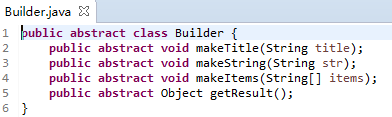 Builder.java
1 public abstract class Builder {
2     public abstract void makeTitle(String title);
3     public abstract void makeString(String str);
4     public abstract void makeItems(String[] items);
5     public abstract Object getResult();
6 }